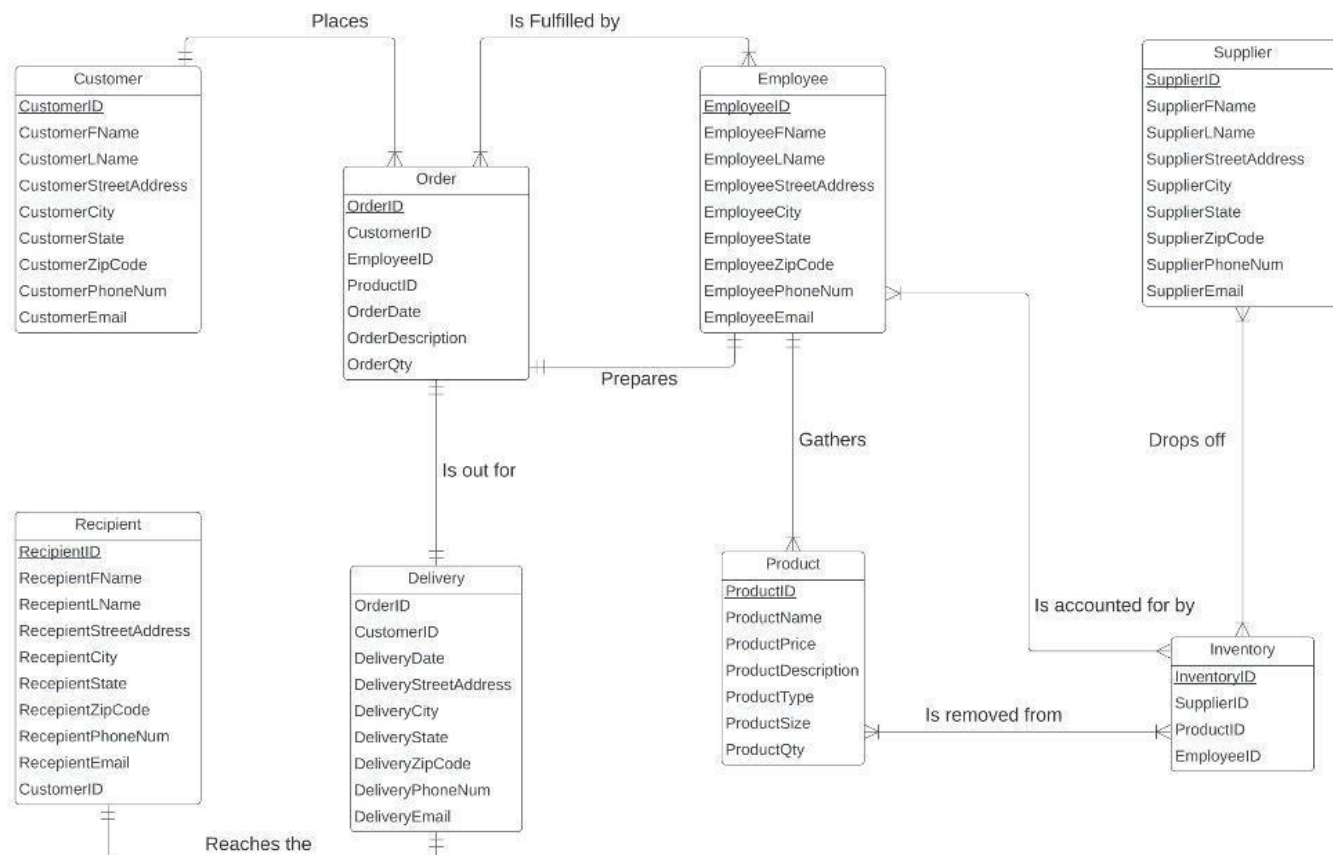 Places
Is Fulfilled by
Customer
CustomerID
CustomerFName
CustomerLName
CustomerStreetAddress
CustomerCity
CustomerState
CustomerZipCode
CustomerPhoneNum
CustomerEmail
Order
OrderID
CustomerID
EmployeeID
ProductID
OrderDate
OrderDescription
OrderQty
Employee
EmployeeID
EmployeeFName
EmployeeLName
EmployeeStreetAddress
EmployeeCity
EmployeeState
EmployeeZipCode
EmployeePhoneNum
EmployeeEmail
Supplier
SupplierID
SupplierFName
SupplierLName
SupplierStreetAddress
SupplierCity
SupplierState
SupplierZipCode
SupplierPhoneNum
SupplierEmail
Prepares
Gathers
Drops off
Is out for
Recipient
RecipientID
RecepientFName
RecepientLName
RecepientStreetAddress
RecepientCity
RecepientState
RecepientZipCode
RecepientPhoneNum
RecepientEmail
CustomerID
Delivery
OrderID
CustomerID
DeliveryDate
DeliveryStreetAddress
DeliveryCity
DeliveryState
DeliveryZipCode
DeliveryPhoneNum
DeliveryEmail
Product
ProductID
ProductName
ProductPrice
ProductDescription
ProductType
ProductSize
ProductQty
Is accounted for by
Is removed from
Inventory
InventoryID
SupplierID
ProductID
EmployeeID
Reaches the